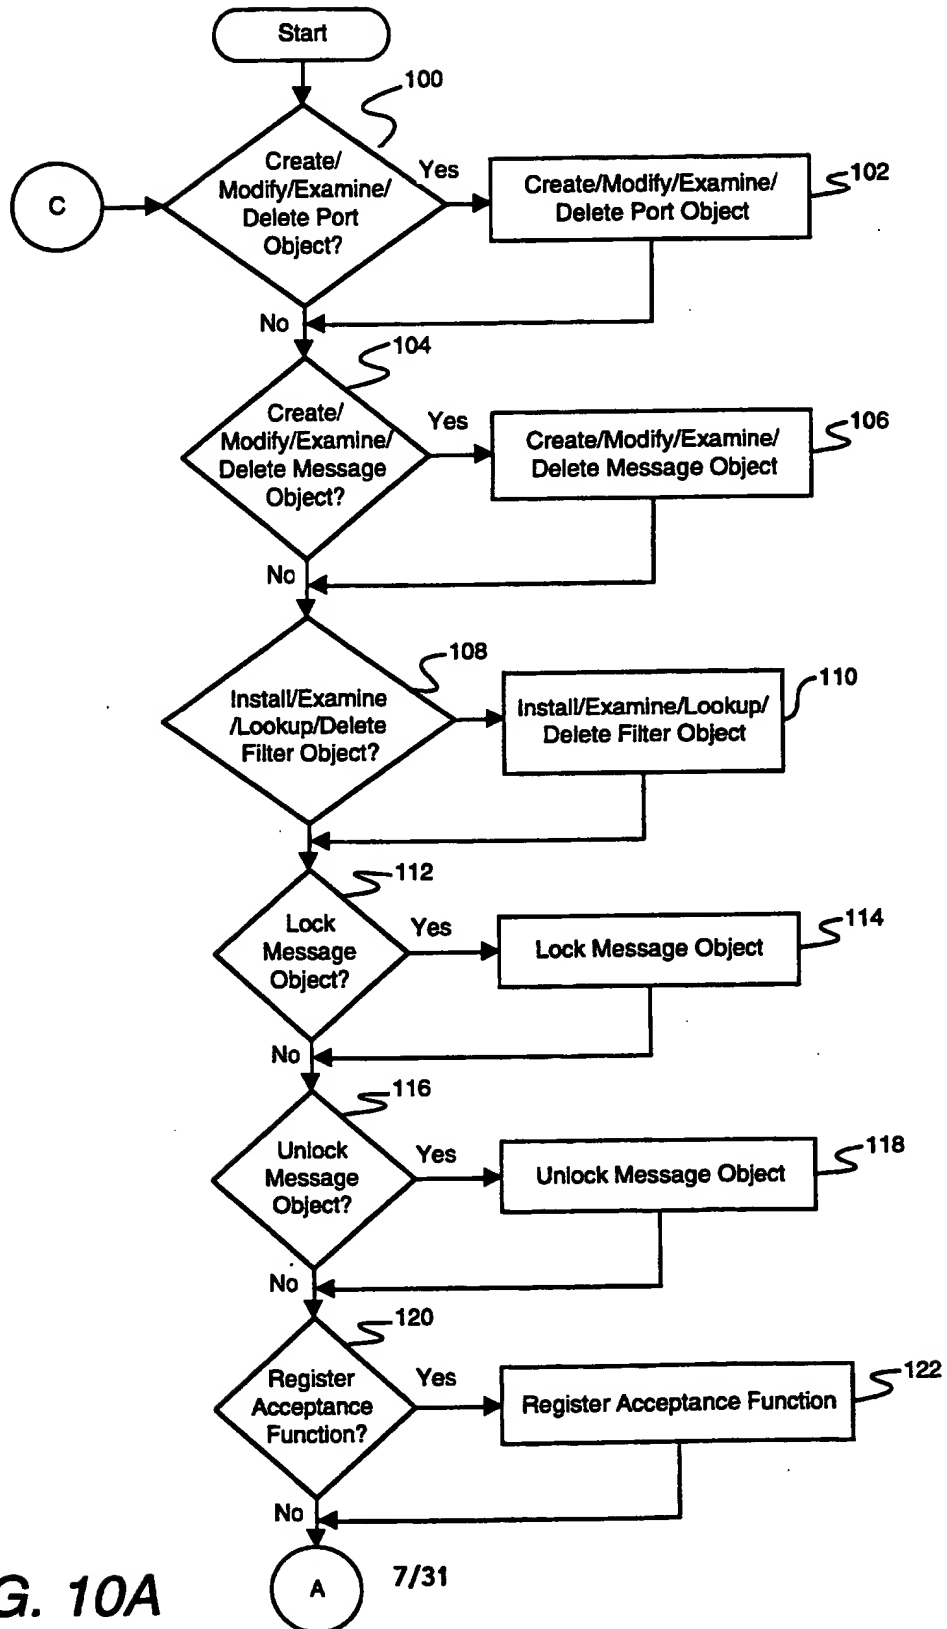 Start
100
Create/
Modify/Examine/
Delete Port
Object?
Yes
Create/Modify/Examine/
Delete Port Object
102
C
No
104
Create/
Modify/Examine/
Delete Message
Object?
Yes
Create/Modify/Examine/
Delete Message Object
106
No
108
Install/Examine
/Lookup/Delete
Filter Object?
Install/Examine/Lookup/
Delete Filter Object
110
112
Lock
Message
Object?
Yes
Lock Message Object
114
No
116
Unlock
Message
Object?
Yes
Unlock Message Object
118
No
120
Register
Acceptance
Function?
Yes
Register Acceptance Function
122
No
A
7/31
G. 10A